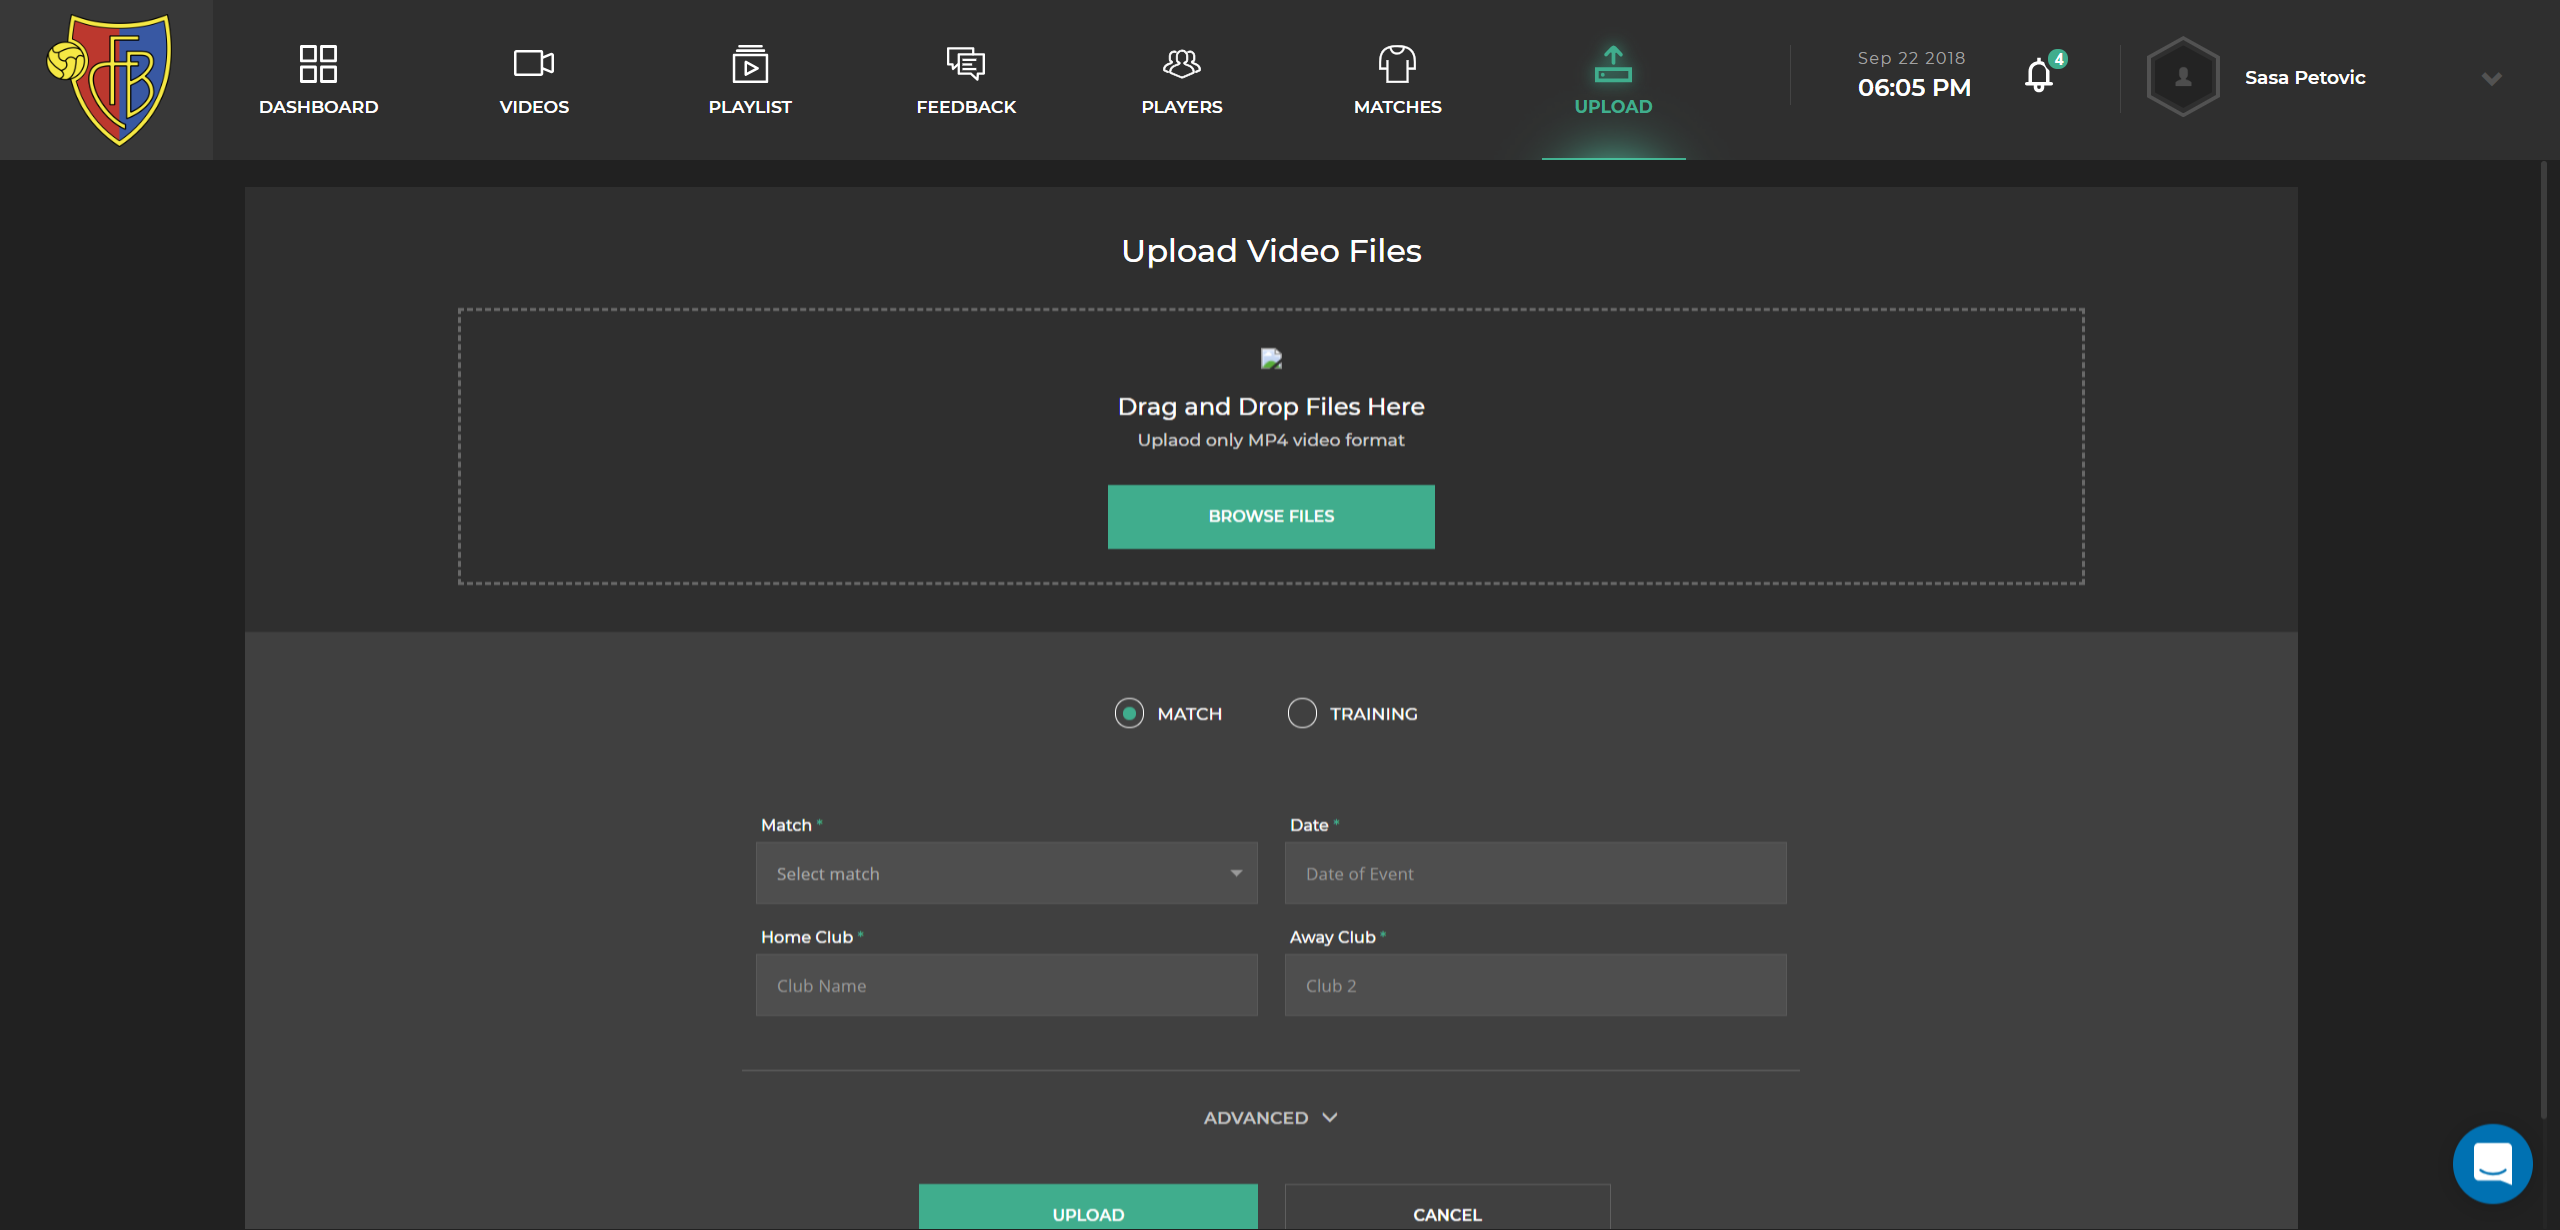 FCB
DASHBOARD
VIDEOS
PLAYLIST
FEEDBACK
PLAYERS
MATCHES
UPLOAD
Sep 22 2018
06:05 PM
4
Sasa Petovic
Upload Video Files
Drag and Drop Files Here
Uplaod only MP4 video format
BROWSE FILES
MATCH
TRAINING
Match *
Date *
Select match
Date of Event
Home Club *
Away Club *
Club Name
Club 2
ADVANCED
UPLOAD
CANCEL